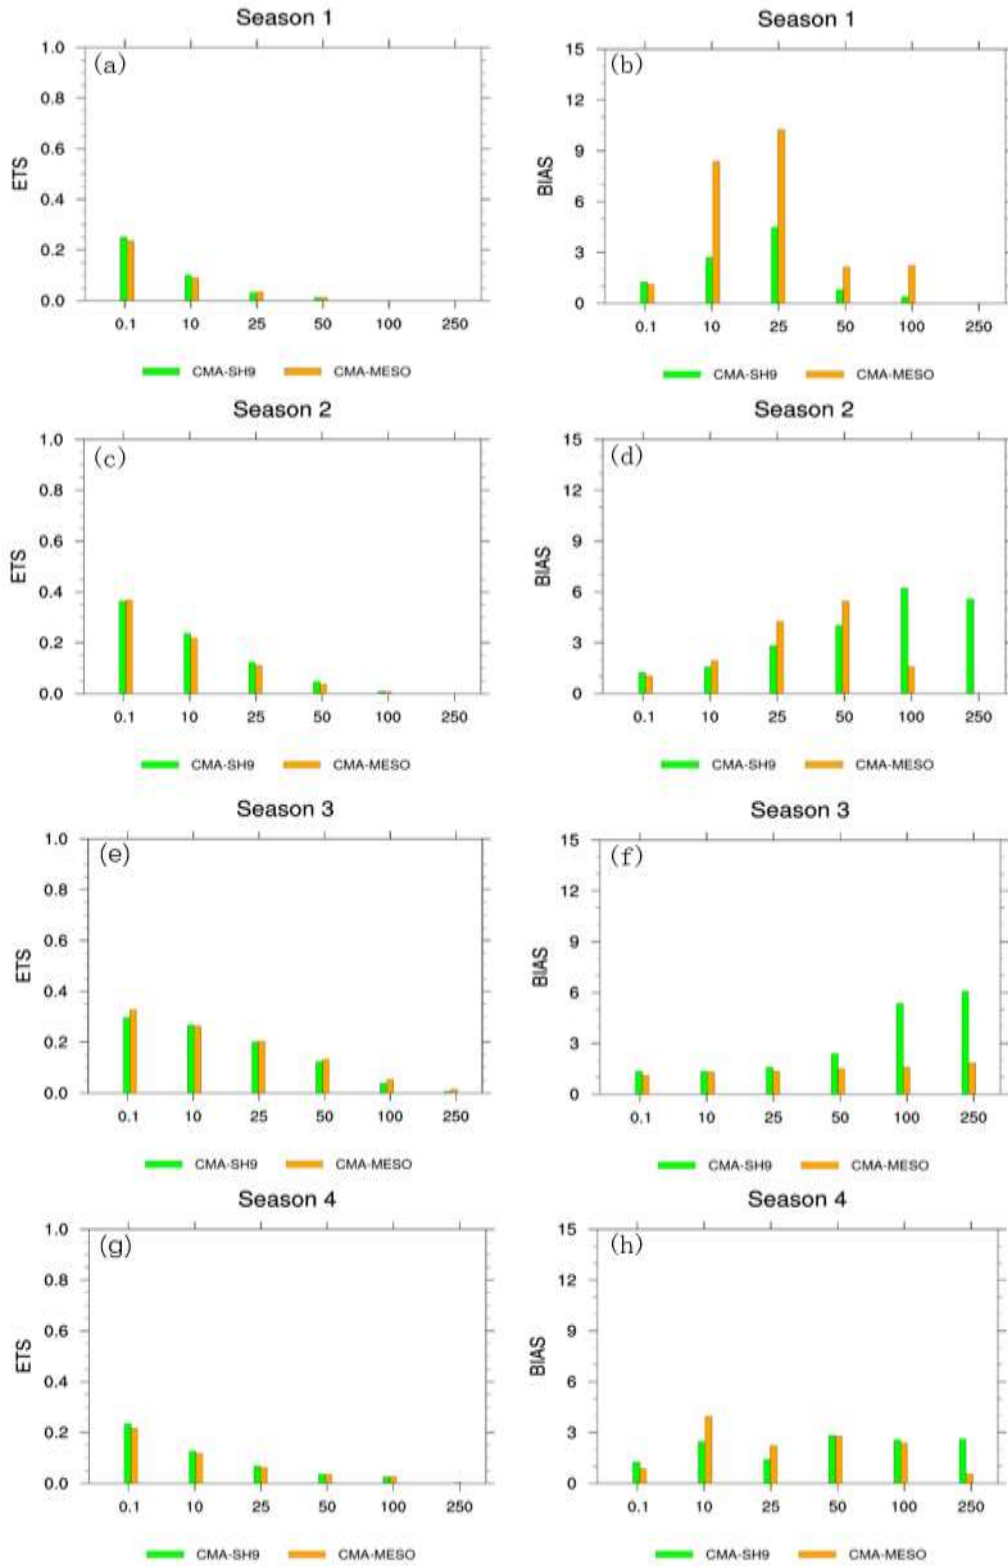 Season 1
1.0
(a)
0.8
0.6
ETS
0.4
0.2
0.0
0.1 10 25 50 100 250
CMA-SH9 CMA-MESO
Season 1
15
(b)
12
9
BIAS
6
3
0
0.1 10 25 50 100 250
CMA-SH9 CMA-MESO
Season 2
1.0
(c)
0.8
0.6
ETS
0.4
0.2
0.0
0.1 10 25 50 100 250
CMA-SH9 CMA-MESO
Season 2
15
(d)
12
9
BIAS
6
3
0
0.1 10 25 50 100 250
CMA-SH9 CMA-MESO
Season 3
1.0
(e)
0.8
0.6
ETS
0.4
0.2
0.0
0.1 10 25 50 100 250
CMA-SH9 CMA-MESO
Season 3
15
(f)
12
9
BIAS
6
3
0
0.1 10 25 50 100 250
CMA-SH9 CMA-MESO
Season 4
1.0
(g)
0.8
0.6
ETS
0.4
0.2
0.0
0.1 10 25 50 100 250
CMA-SH9 CMA-MESO
Season 4
15
(h)
12
9
BIAS
6
3
0
0.1 10 25 50 100 250
CMA-SH9 CMA-MESO